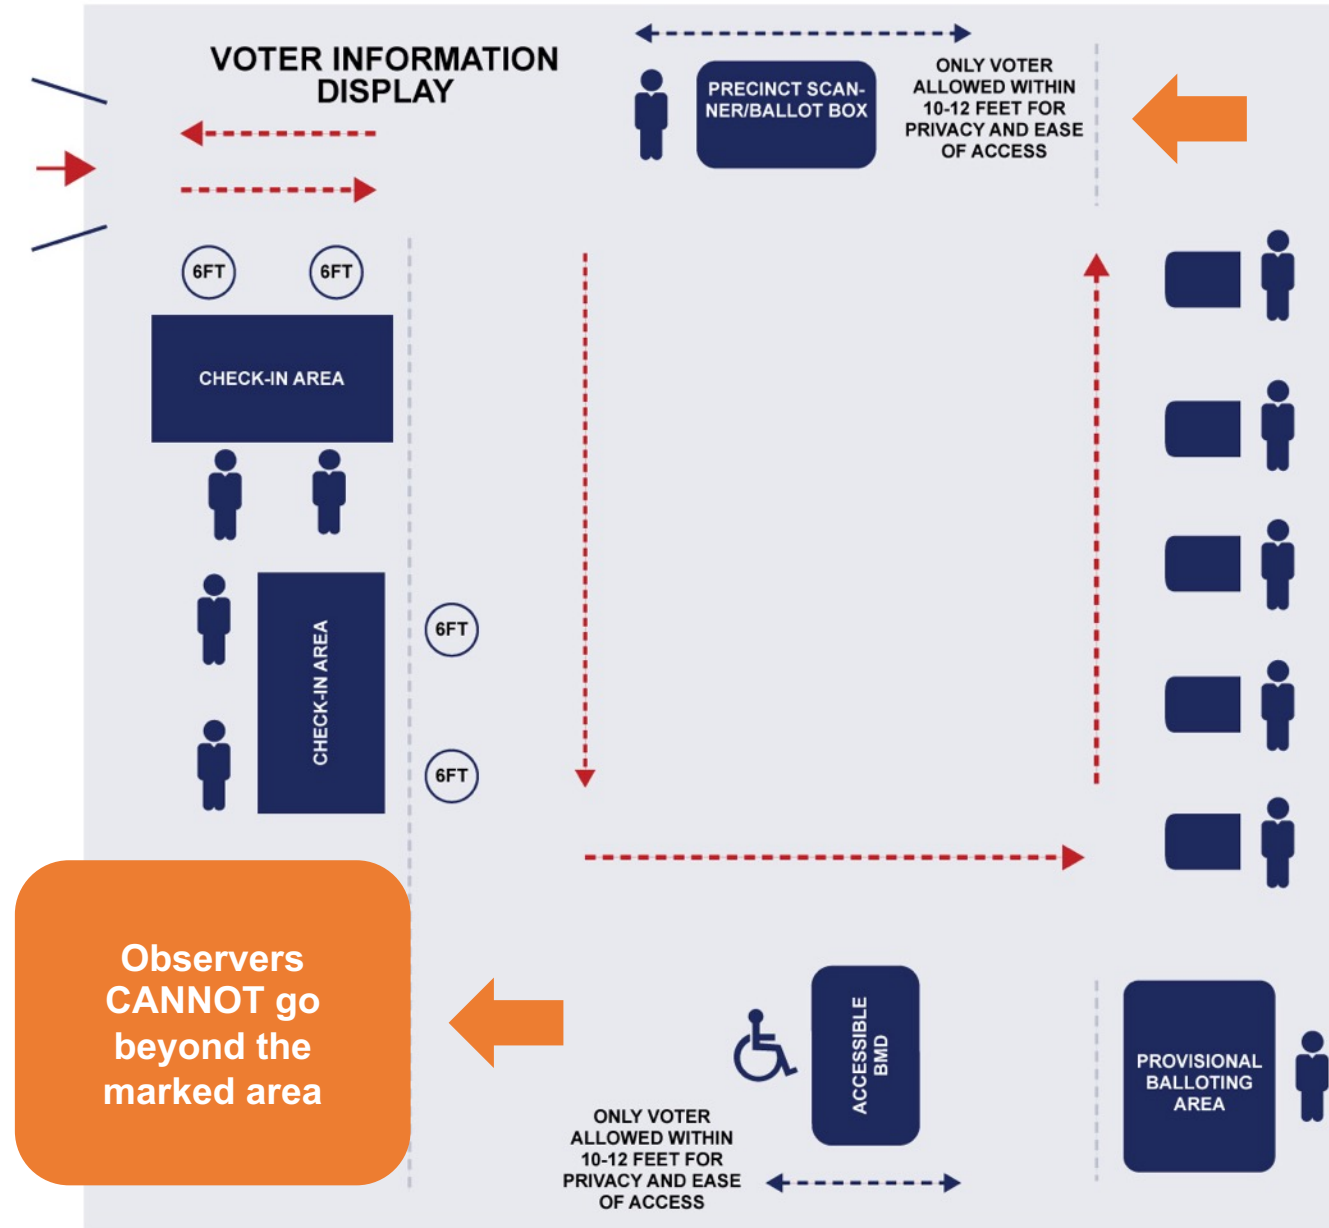 VOTER INFORMATION
DISPLAY
PRECINCT SCAN-
NER/BALLOT BOX
ONLY VOTER
ALLOWED WITHIN
10-12 FEET FOR
PRIVACY AND EASE
OF ACCESS
6FT
6FT
CHECK-IN AREA
CHECK-IN AREA
6FT
6FT
Observers
CANNOT go
beyond the
marked area
ACCESSIBLE
BMD
ONLY VOTER
ALLOWED WITHIN
10-12 FEET FOR
PRIVACY AND EASE
OF ACCESS
PROVISIONAL
BALLOTING
AREA